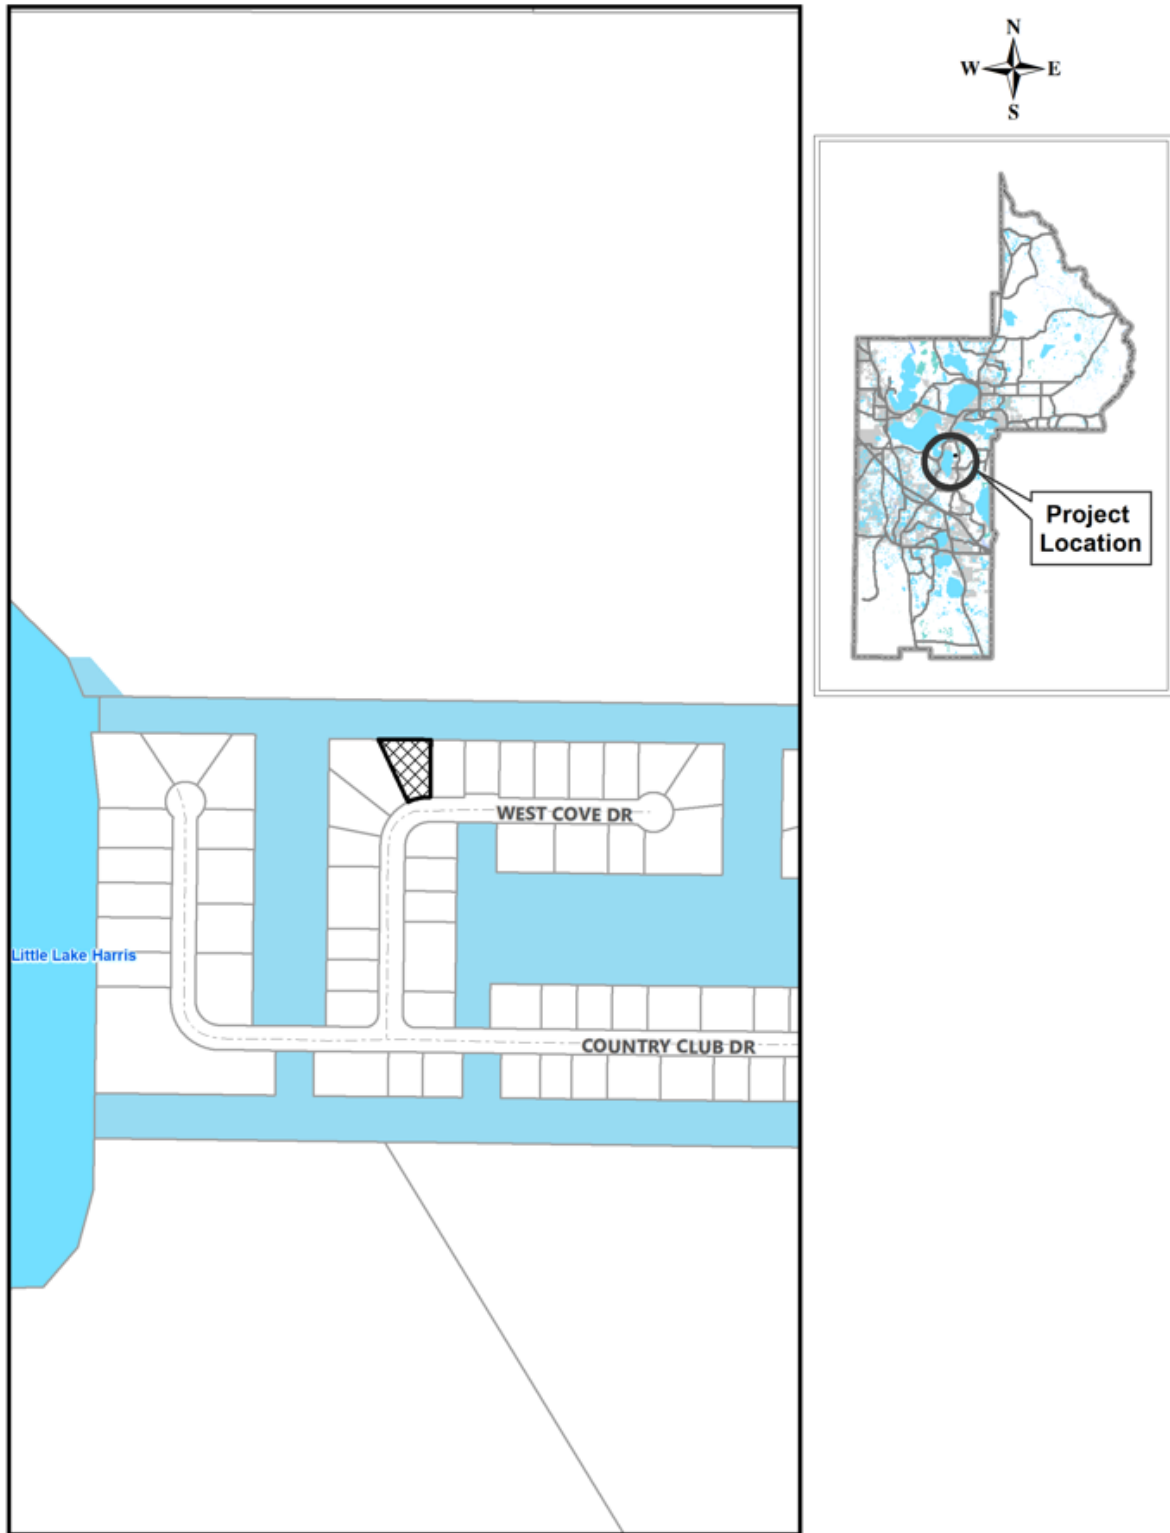 N
W E
S
Project
Location
WEST COVE DR
Little Lake Harris
COUNTRY CLUB DR